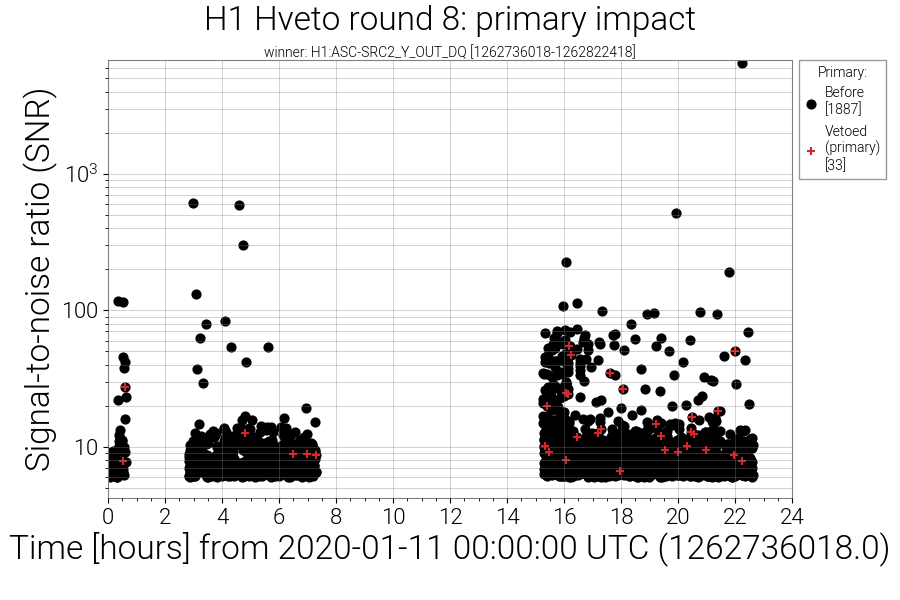 H1 Hveto round 8: primary impact
winner: H1:ASC-SRC2_Y_OUT_DQ [1262736018-1262822418]
Signal-to-noise ratio (SNR)
10³
100
10
Primary:
Before
[1887]
Vetoed
(primary)
[33]
0 2 4 6 8 10 12 14 16 18 20 22 24
Time [hours] from 2020-01-11 00:00:00 UTC (1262736018.0)